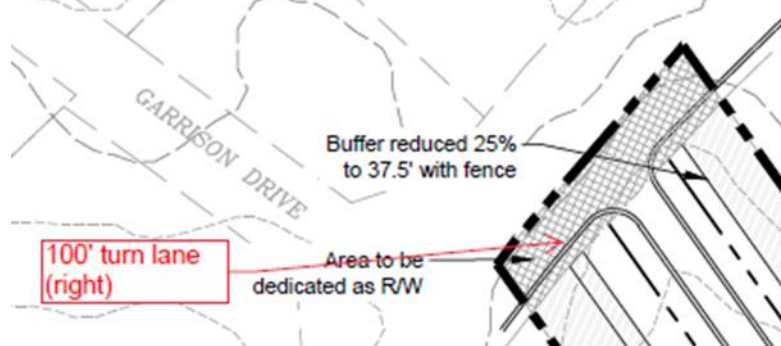 GARRISON DRIVE
Buffer reduced 25%
to 37.5' with fence
100' turn lane
(right)
Area to be
dedicated as R/W